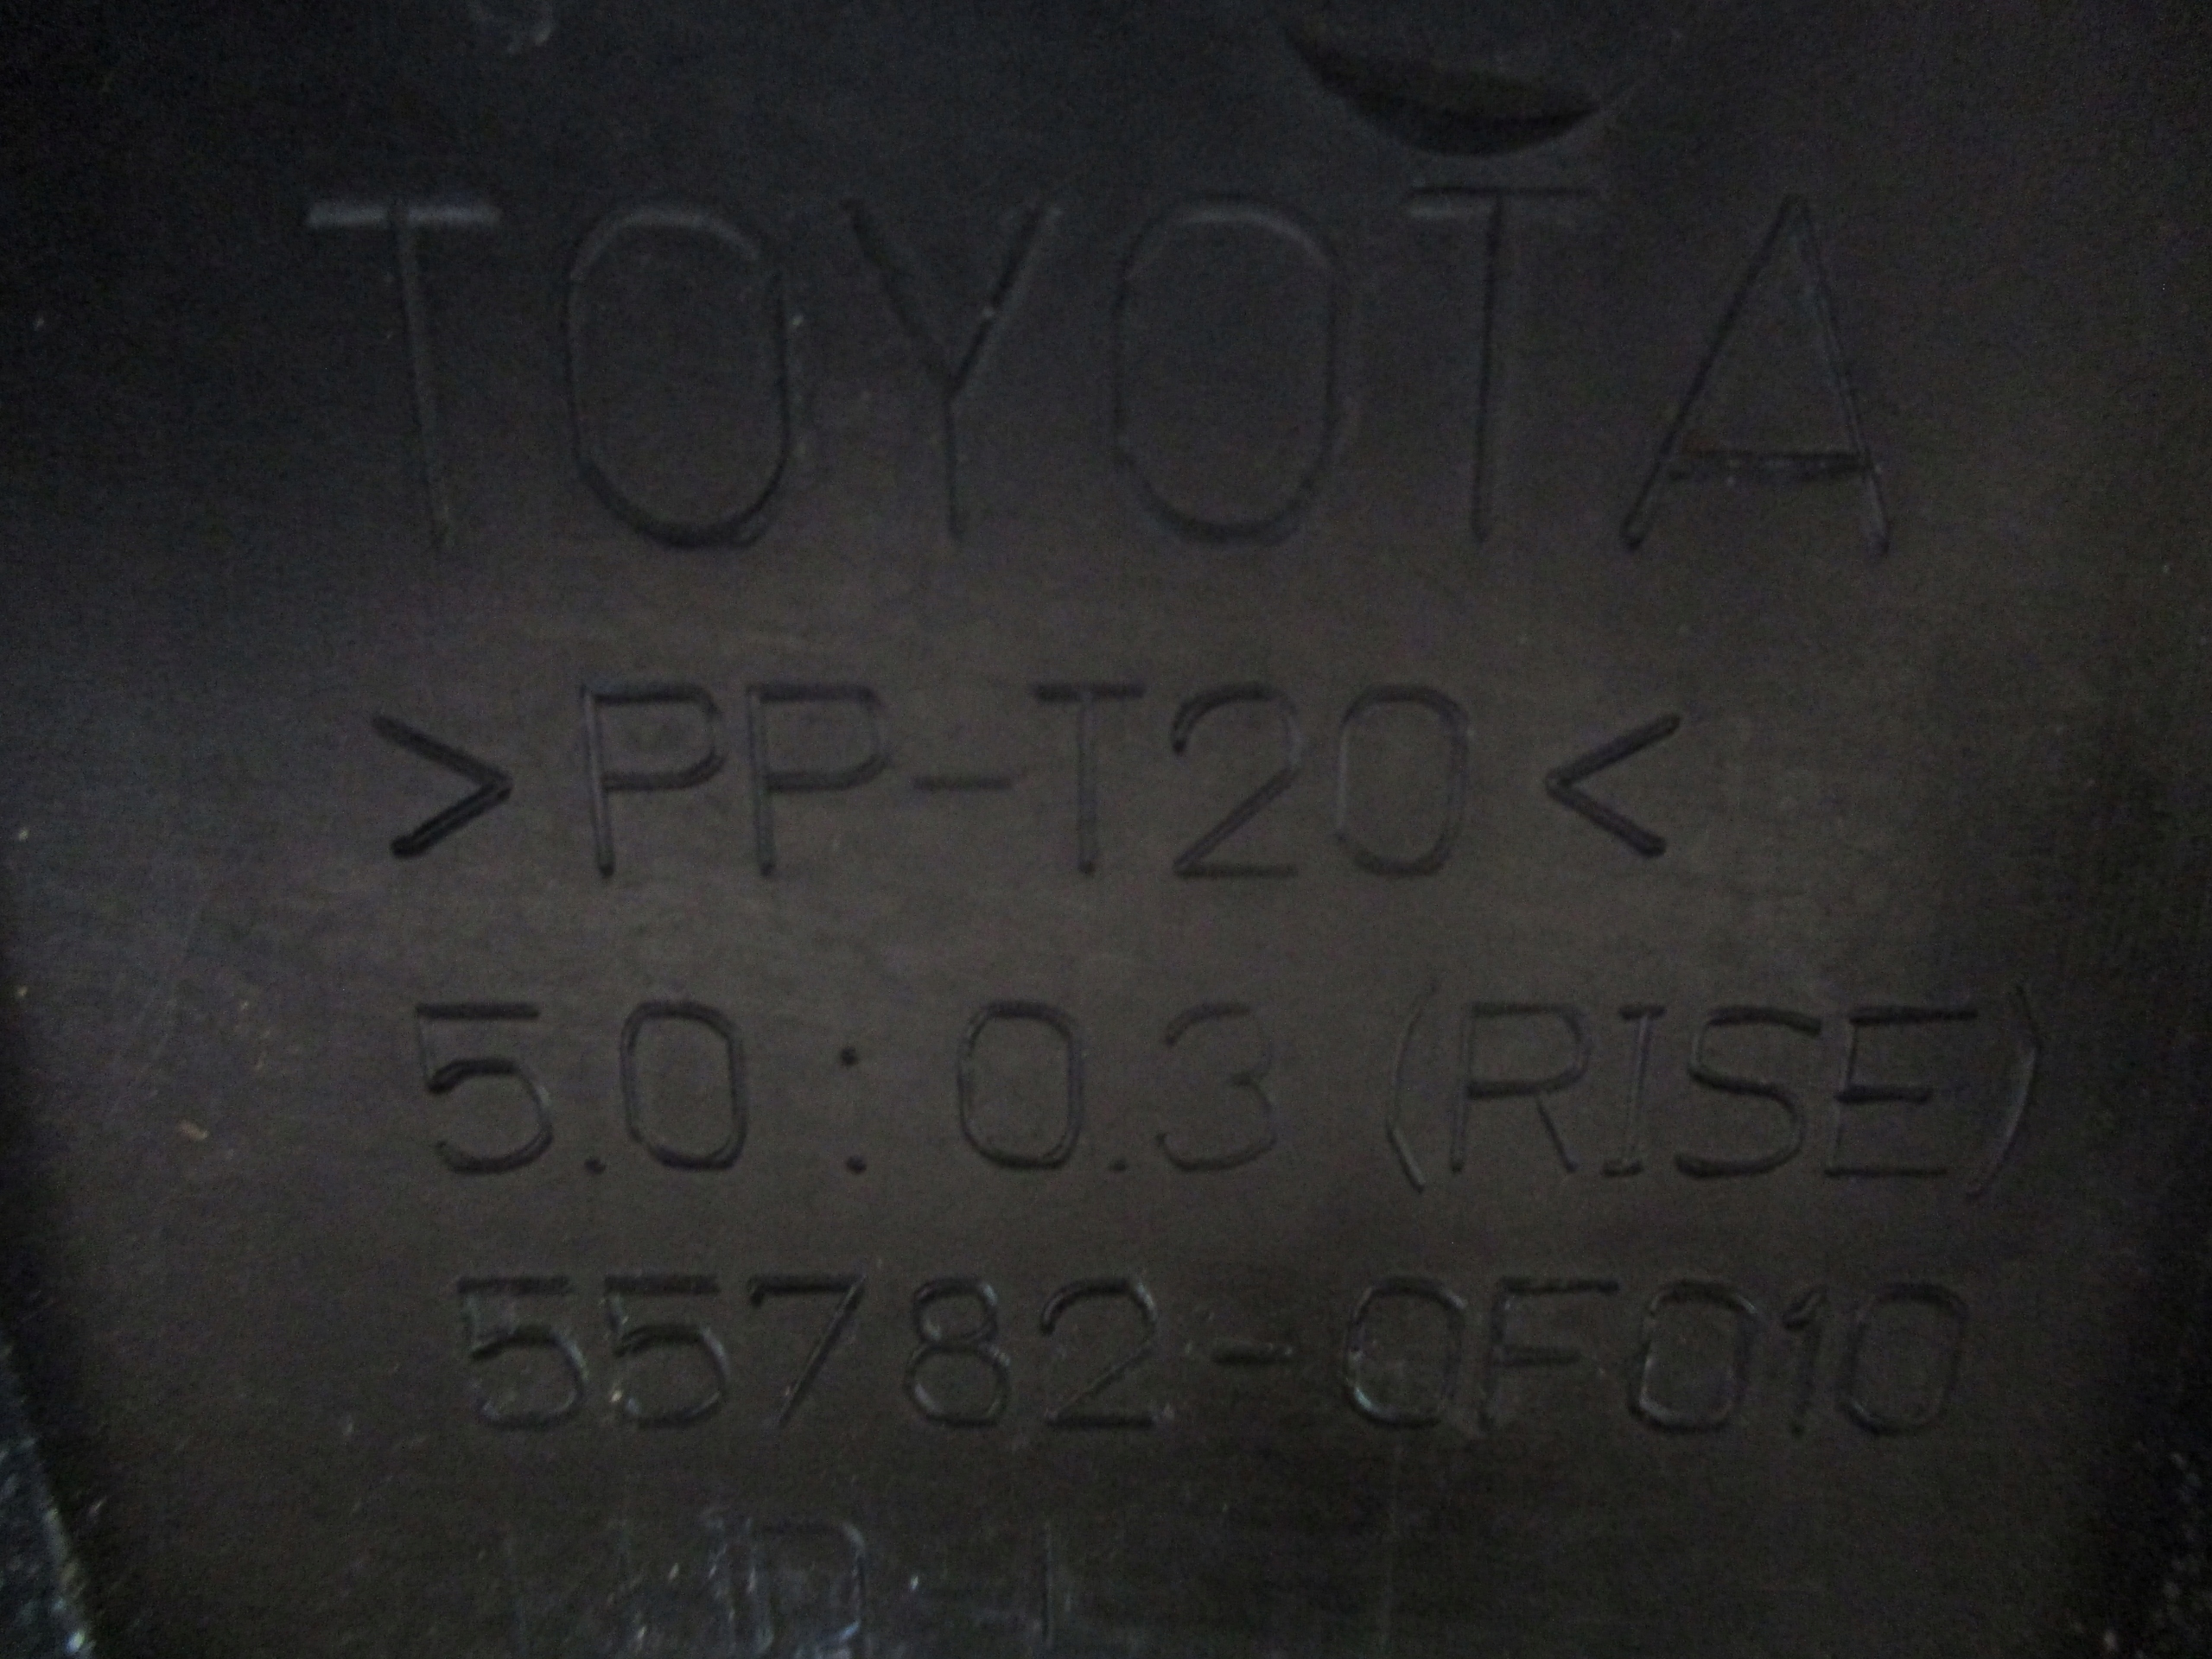 TOYOTA
>PP-T20<
5.0 : 0.3 (RISE)
55782-0F010